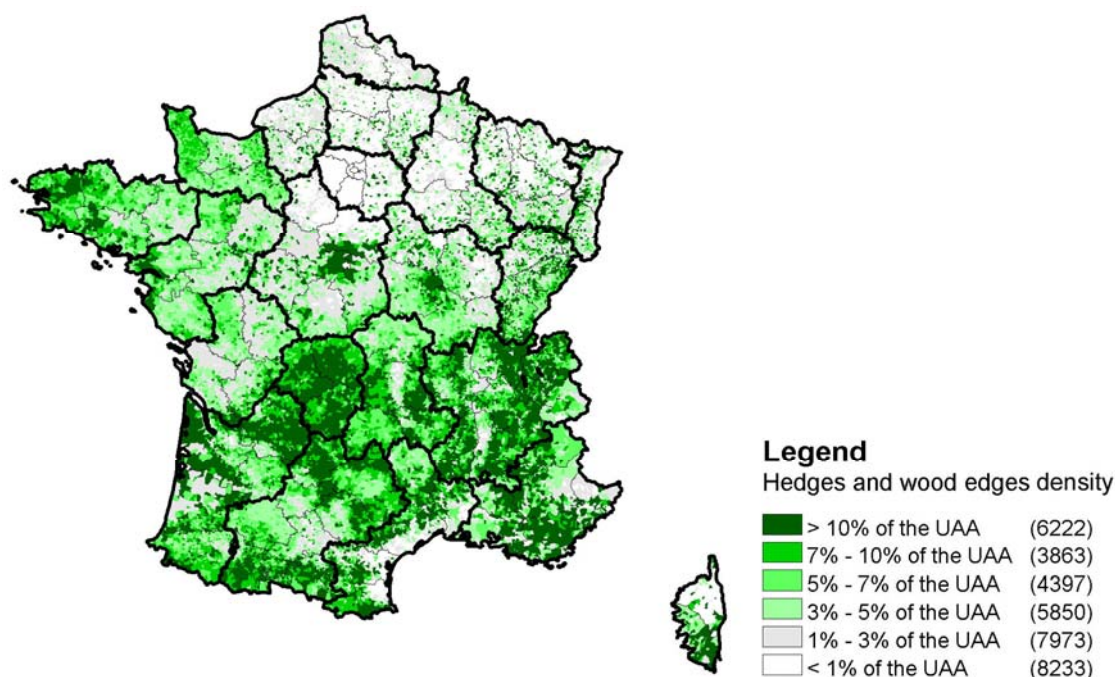 Legend
Hedges and wood edges density
> 10% of the UAA (6222)
7% - 10% of the UAA (3863)
5% - 7% of the UAA (4397)
3% - 5% of the UAA (5850)
1% - 3% of the UAA (7973)
< 1% of the UAA (8233)